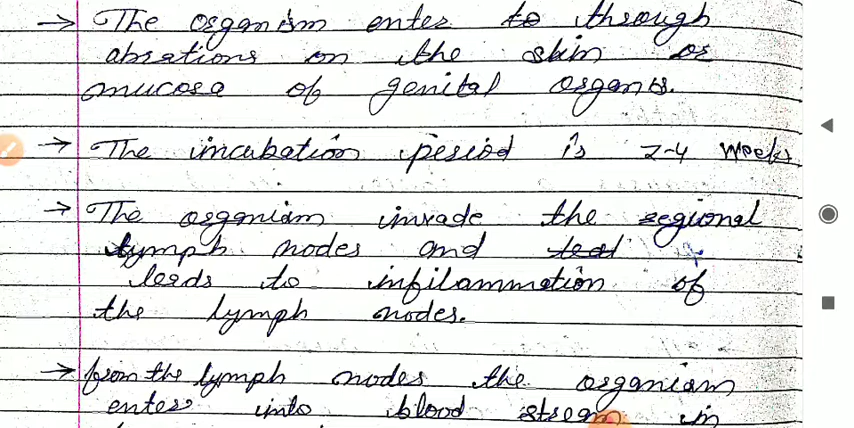 → The organism enter to through
abrations on the skin or
mucosa of genital organs.
→ The incubation period is 2-4 weeks
→ The organism invade the regional
lymph nodes and lead
leads to infilammation of
the lymph nodes.
→ from the lymph nodes the organism
enters into blood stream in